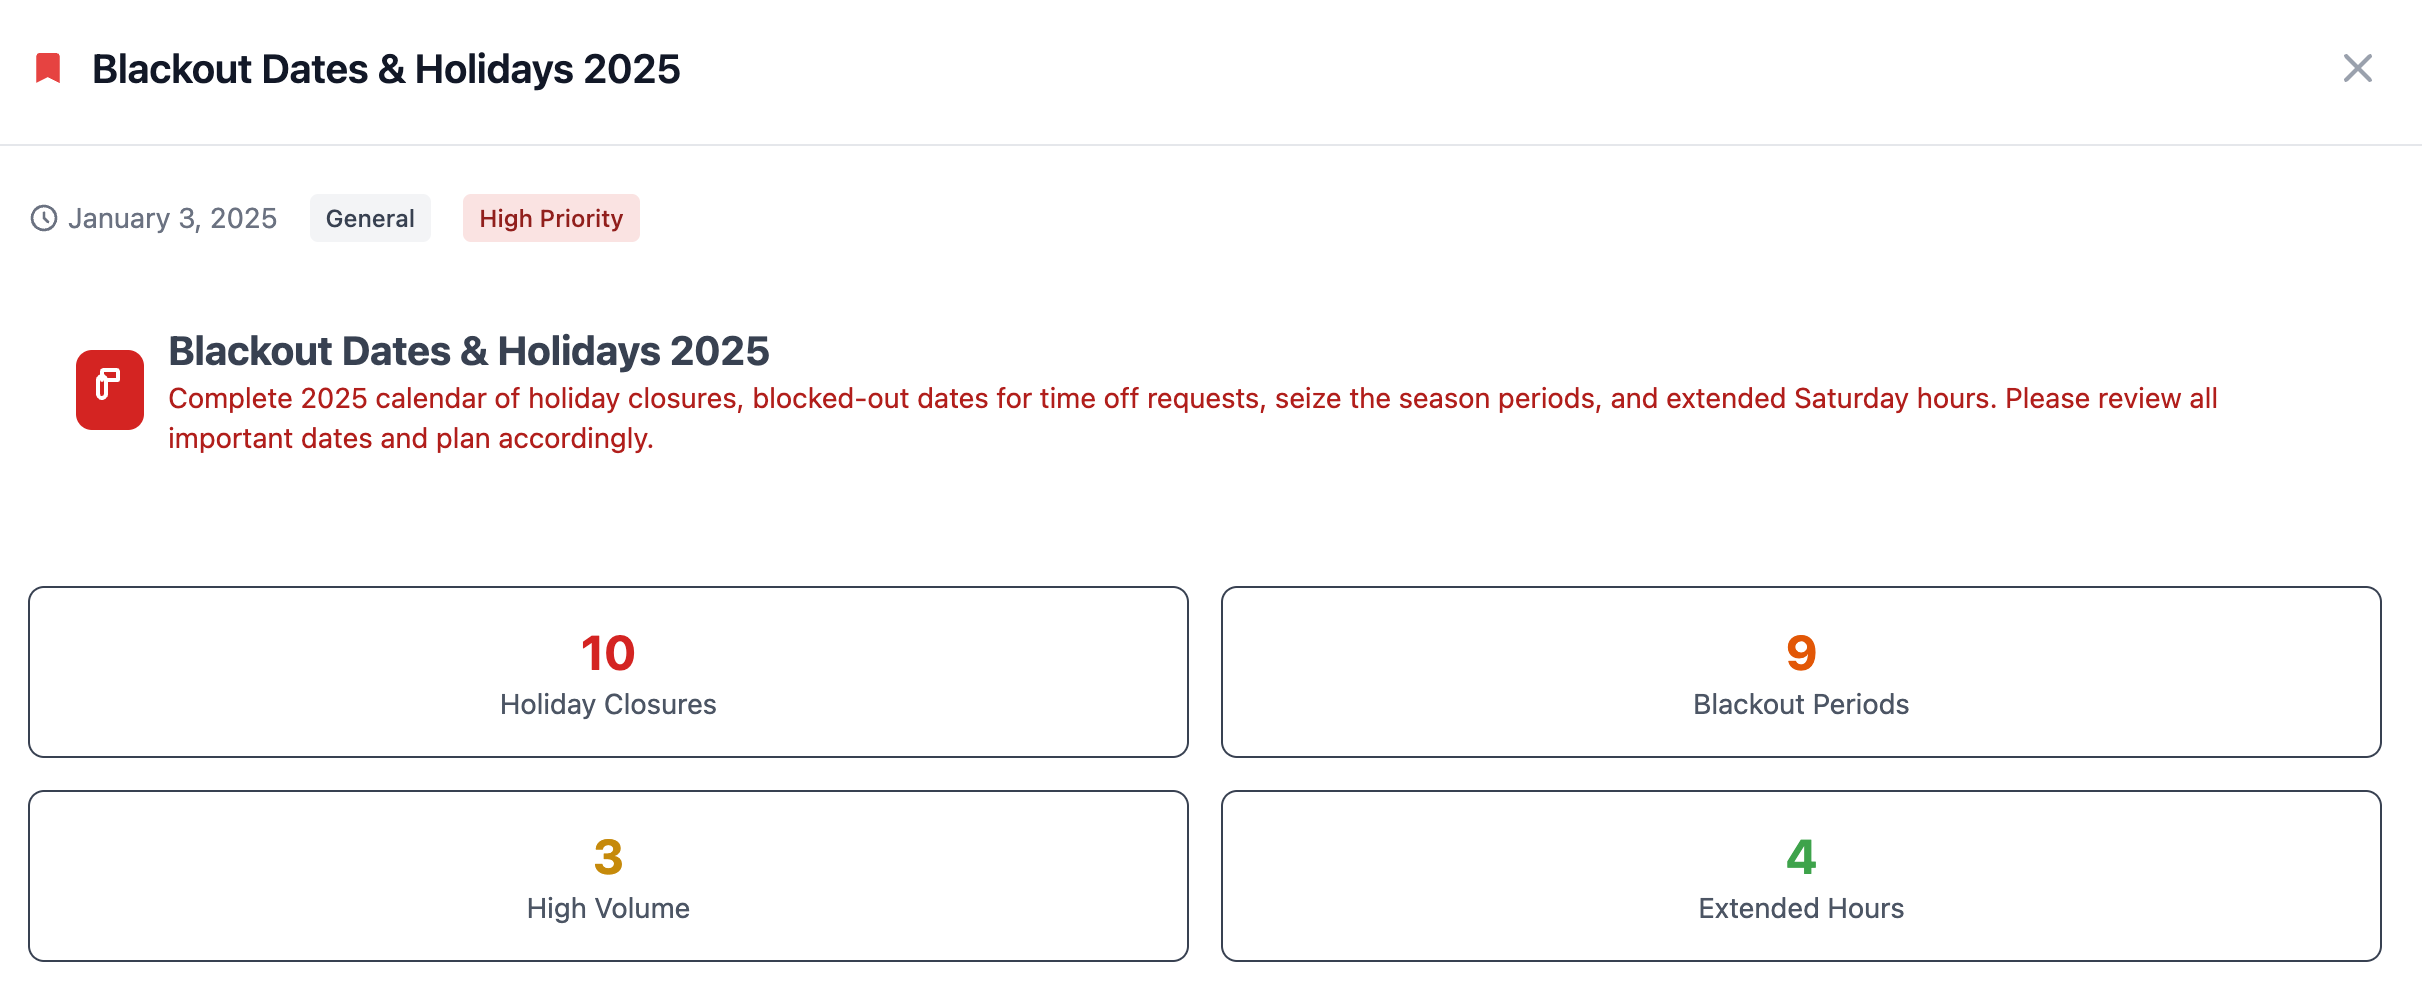 Blackout Dates & Holidays 2025
January 3, 2025 General High Priority
Blackout Dates & Holidays 2025
Complete 2025 calendar of holiday closures, blocked-out dates for time off requests, seize the season periods, and extended Saturday hours. Please review all
important dates and plan accordingly.
10
Holiday Closures
9
Blackout Periods
3
High Volume
4
Extended Hours